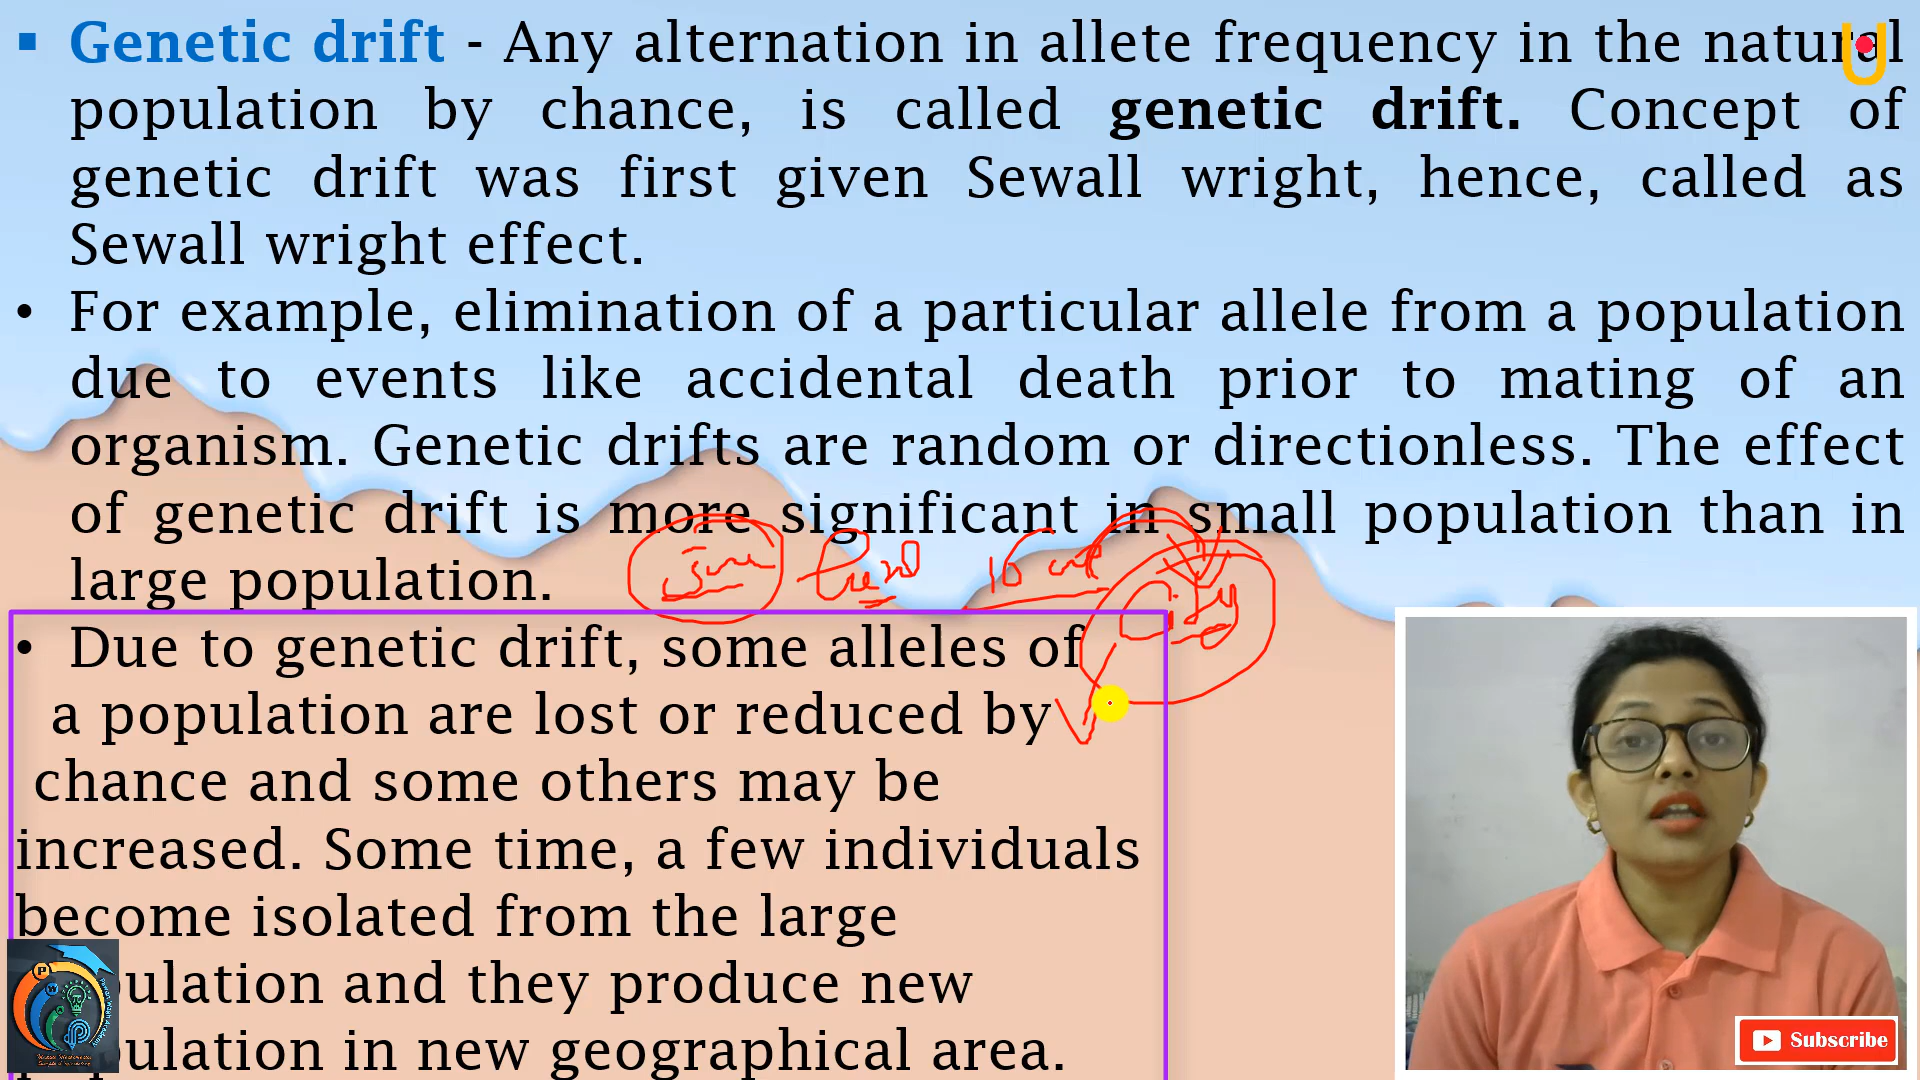 ▪ Genetic drift - Any alternation in allete frequency in the natural
population by chance, is called genetic drift. Concept of
genetic drift was first given Sewall wright, hence, called as
Sewall wright effect.
• For example, elimination of a particular allele from a population
due to events like accidental death prior to mating of an
organism. Genetic drifts are random or directionless. The effect
of genetic drift is more significant in small population than in
large population.
• Due to genetic drift, some alleles of
a population are lost or reduced by
chance and some others may be
increased. Some time, a few individuals
become isolated from the large
pulation and they produce new
pulation in new geographical area.
Subscribe